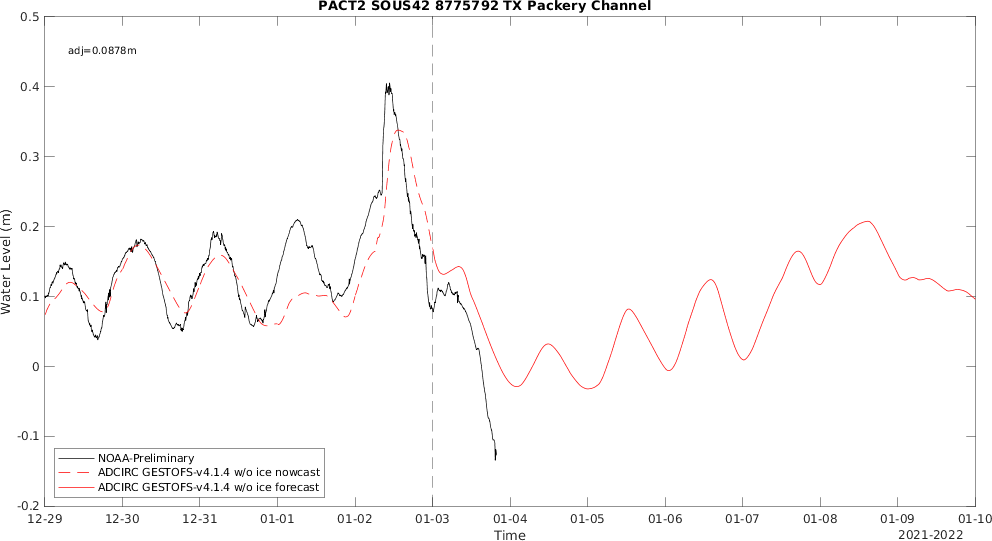 PACT2 SOUS42 8775792 TX Packery Channel
0.5
adj=0.0878m
0.4
0.3
0.2
0.1
0
-0.1
-0.2
Water Level (m)
NOAA-Preliminary
ADCIRC GESTOFS-v4.1.4 w/o ice nowcast
ADCIRC GESTOFS-v4.1.4 w/o ice forecast
12-29 12-30 12-31 01-01 01-02 01-03 01-04 01-05 01-06 01-07 01-08 01-09 01-10
Time
2021-2022